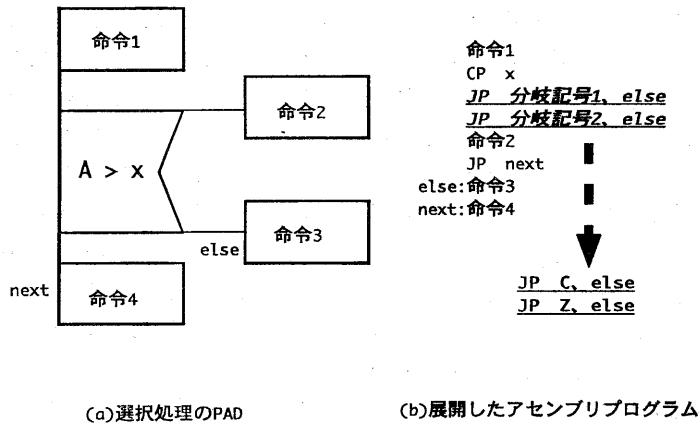 命令1
命令2
A > x
命令3
else
next
命令4
(a)選択処理のPAD
命令1
CP x
JP 分岐記号1、else
JP 分岐記号2、else
命令2
JP next
else:命令3
next:命令4
JP C、else
JP Z、else
(b)展開したアセンブリプログラム